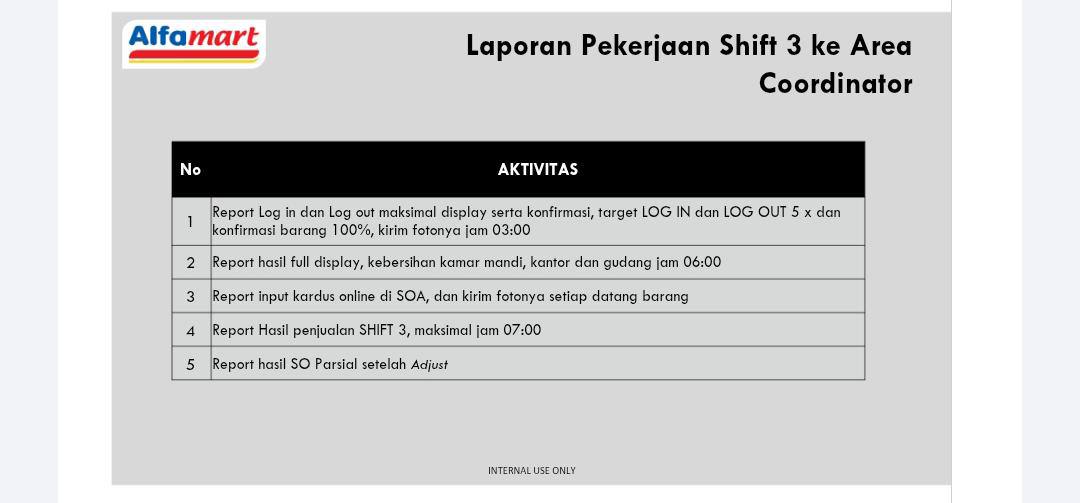 Alfamart
Laporan Pekerjaan Shift 3 ke Area
Coordinator
No AKTIVITAS
1 Report Log in dan Log out maksimal display serta konfirmasi, target LOG IN dan LOG OUT 5 x dan
konfirmasi barang 100%, kirim fotonya jam 03:00
2 Report hasil full display, kebersihan kamar mandi, kantor dan gudang jam 06:00
3 Report input kardus online di SOA, dan kirim fotonya setiap datang barang
4 Report Hasil penjualan SHIFT 3, maksimal jam 07:00
5 Report hasil SO Parsial setelah Adjust
INTERNAL USE ONLY